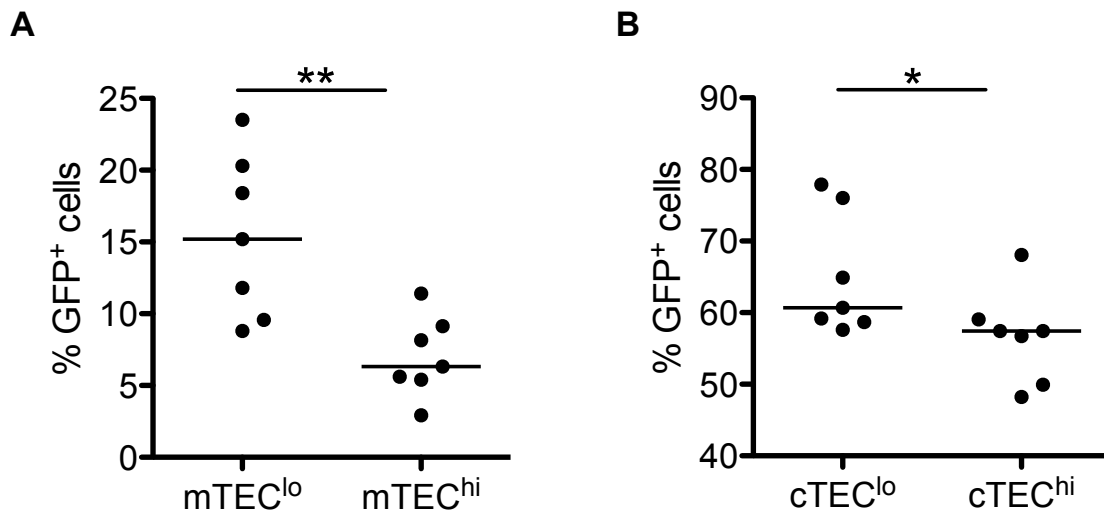 A
**
% GFP⁺ cells
25
20
15
10
5
0
mTECˡᵒ mTECʰⁱ
B
*
% GFP⁺ cells
90
80
70
60
50
40
cTECˡᵒ cTECʰⁱ